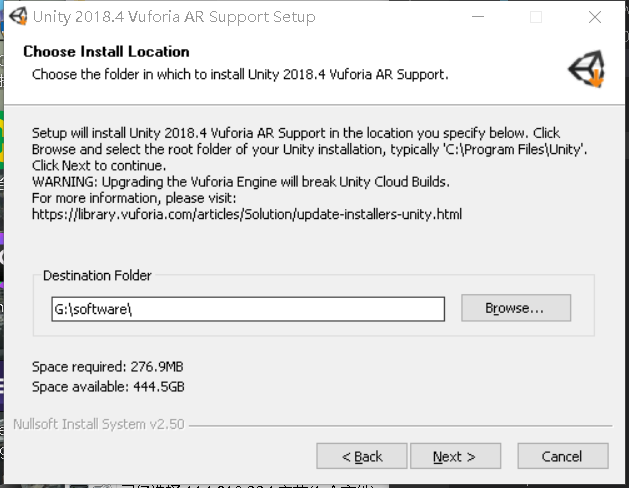 Unity 2018.4 Vuforia AR Support Setup
Choose Install Location
Choose the folder in which to install Unity 2018.4 Vuforia AR Support.
Setup will install Unity 2018.4 Vuforia AR Support in the location you specify below. Click
Browse and select the root folder of your Unity installation, typically 'C:\Program Files\Unity'.
Click Next to continue.
WARNING: Upgrading the Vuforia Engine will break Unity Cloud Builds.
For more information, please visit:
https://library.vuforia.com/articles/Solution/update-installers-unity.html
Destination Folder
G:\software\
Browse...
Space required: 276.9MB
Space available: 444.5GB
Nullsoft Install System v2.50
< Back
Next >
Cancel